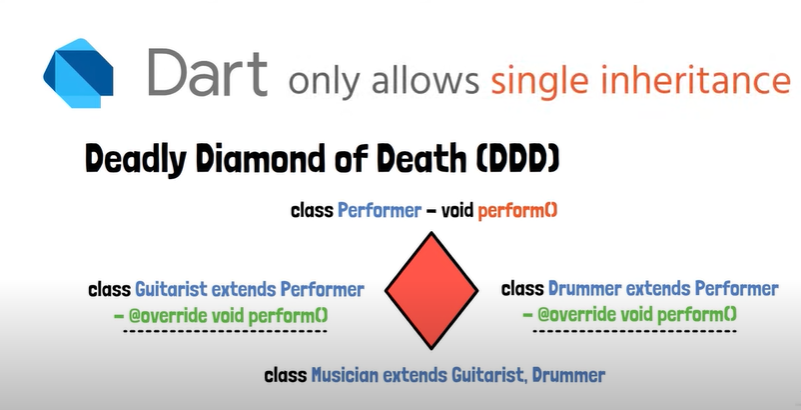 Dart only allows single inheritance
Deadly Diamond of Death (DDD)
class Performer – void perform()
class Guitarist extends Performer
– @override void perform()
class Drummer extends Performer
– @override void perform()
class Musician extends Guitarist, Drummer